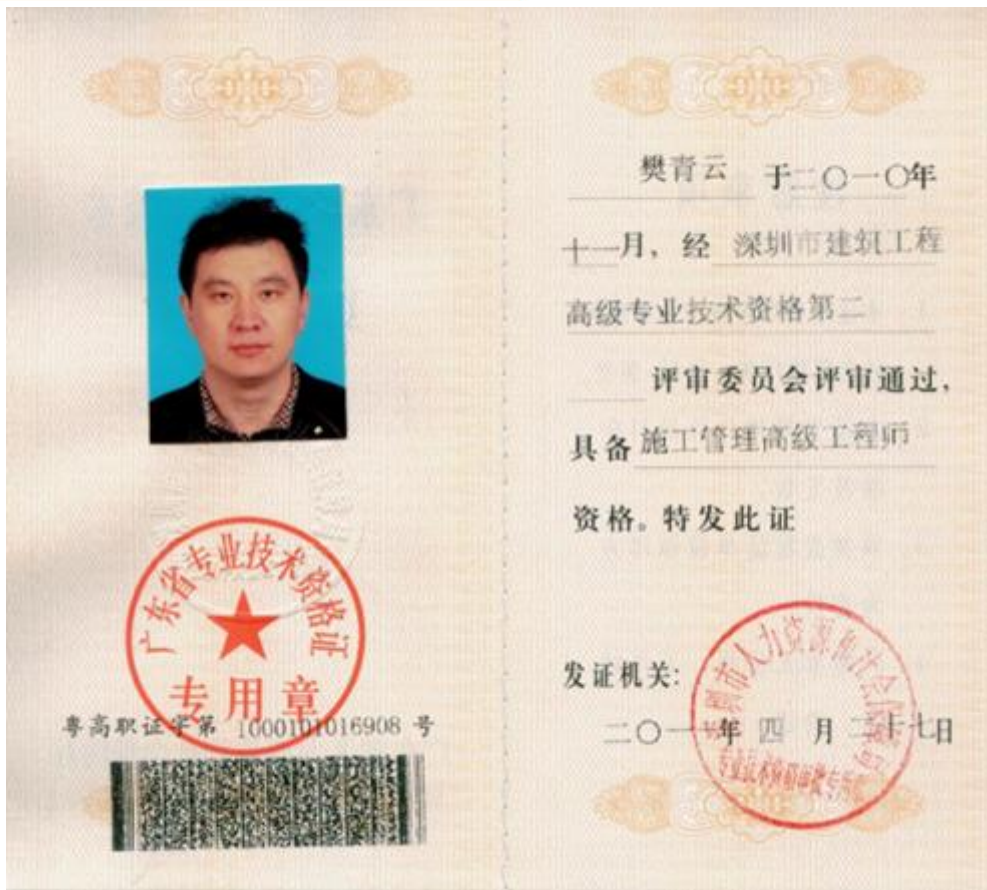 广东省专业技术资格证
专用章
粤高职证字第 1000101016908 号
樊青云 于二〇一〇年
十一月，经 深圳市建筑工程
高级专业技术资格第二
评审委员会评审通过，
具备 施工管理高级工程师
资格。特发此证
发证机关：
二〇一一年 四 月 二十七日